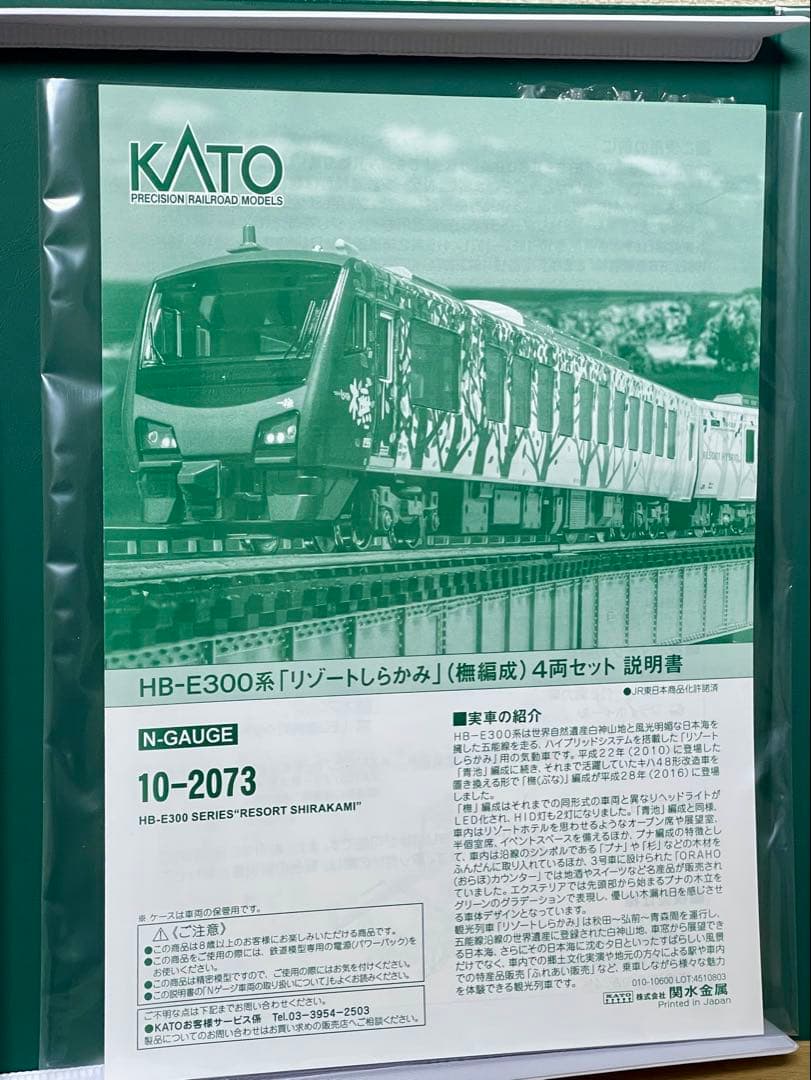 KATO
PRECISION RAILROAD MODELS
橅
RESORT HYBRID
HB-E300系「リゾートしらかみ」(橅編成)4両セット 説明書
●JR東日本商品化許諾済
N-GAUGE
10-2073
HB-E300 SERIES“RESORT SHIRAKAMI”
■実車の紹介
HB-E300系は世界自然遺産白神山地と風光明媚な日本海を
擁した五能線を走る、ハイブリッドシステムを搭載した「リゾート
しらかみ」用の気動車です。平成22年(2010)に登場した
「青池」編成に続き、それまで活躍していたキハ48形改造車を
置き換える形で「橅(ぶな)」編成が平成28年(2016)に登場
しました。
「橅」編成はそれまでの同形式の車両と異なりヘッドライトが
LED化され、HID灯も2灯になりました。「青池」編成と同様、
車内はリゾートホテルを思わせるようなオープン席や展望室、
半個室席、イベントスペースを備えるほか、ブナ編成の特徴とし
て、車内は沿線のシンボルである「ブナ」や「杉」などの木材を
ふんだんに取り入れているほか、3号車に設けられた「ORAHO
(おらほ)カウンター」では地酒やスイーツなど名産品が販売され
ていました。エクステリアでは先頭部から始まるブナの木立を
グリーンのグラデーションで表現し、優しい木漏れ日を感じさせ
る車体デザインとなっています。
観光列車「リゾートしらかみ」は秋田~弘前~青森間を運行し、
五能線沿線の世界遺産に登録された白神山地、車窓から展望でき
る日本海、さらにその日本海に沈む夕日といったすばらしい風景
だけでなく、車内での郷土文化実演や地元の方々による駅や車内
での特産品販売「ふれあい販売」など、乗車しながら様々な魅力
を体験できる観光列車です。
※ ケースは車両の保管用です。
⚠《ご注意》
●この商品は8歳以上のお客様にお楽しみいただける商品です。
●この商品をご使用の際には、鉄道模型専用の電源(パワーパック)を
お使いください。
●この商品は精密模型ですので、ご使用の際にはお気を付けください。
●この説明書の「Nゲージ車両の取り扱いについて」もよくお読みください。
ご不明な点は下記までお問い合わせください。
●KATOお客様サービス係 Tel.03-3954-2503
製品についてのお問い合わせはお買い求めの販売店へご相談ください。
010-10600 LOT:4510803
KATO 株式会社 関水金属
Printed in Japan